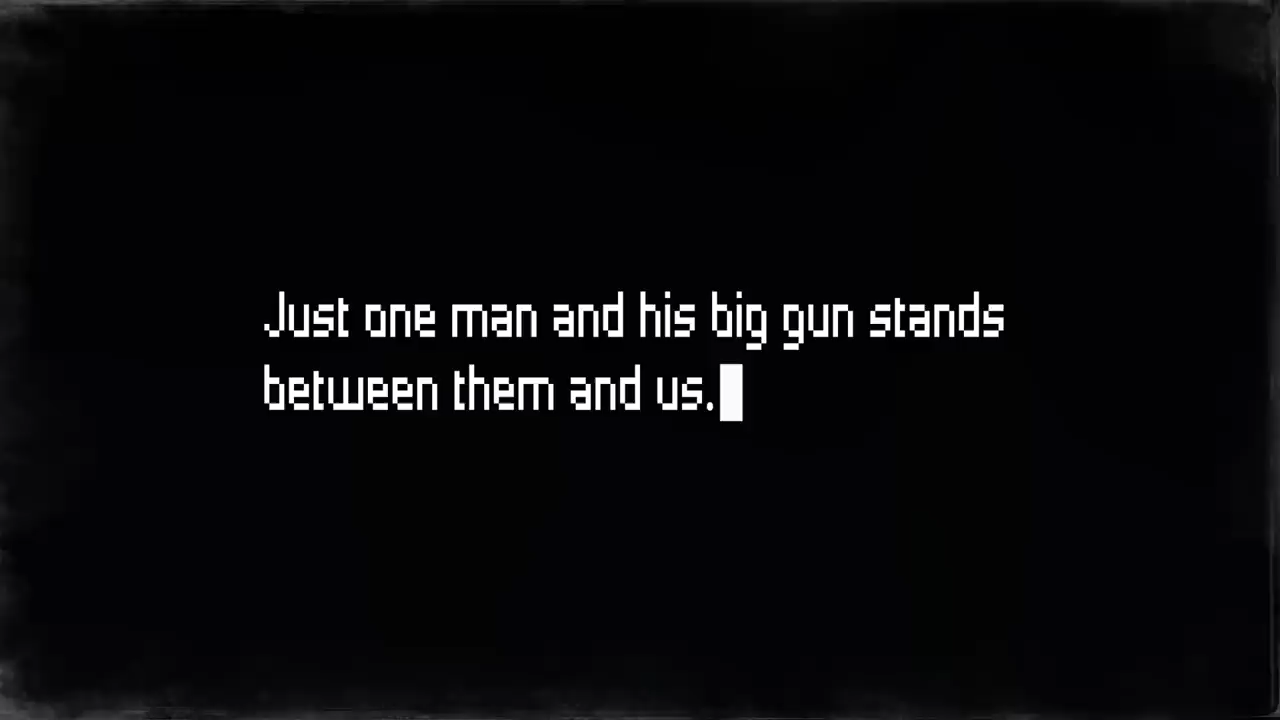 Just one man and his big gun stands
between them and us.